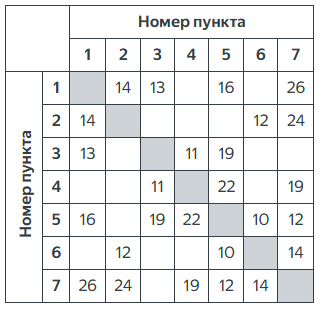 Номер пункта
1 2 3 4 5 6 7
Номер пункта
1 14 13 16 26
2 14 12 24
3 13 11 19
4 11 22 19
5 16 19 22 10 12
6 12 10 14
7 26 24 19 12 14